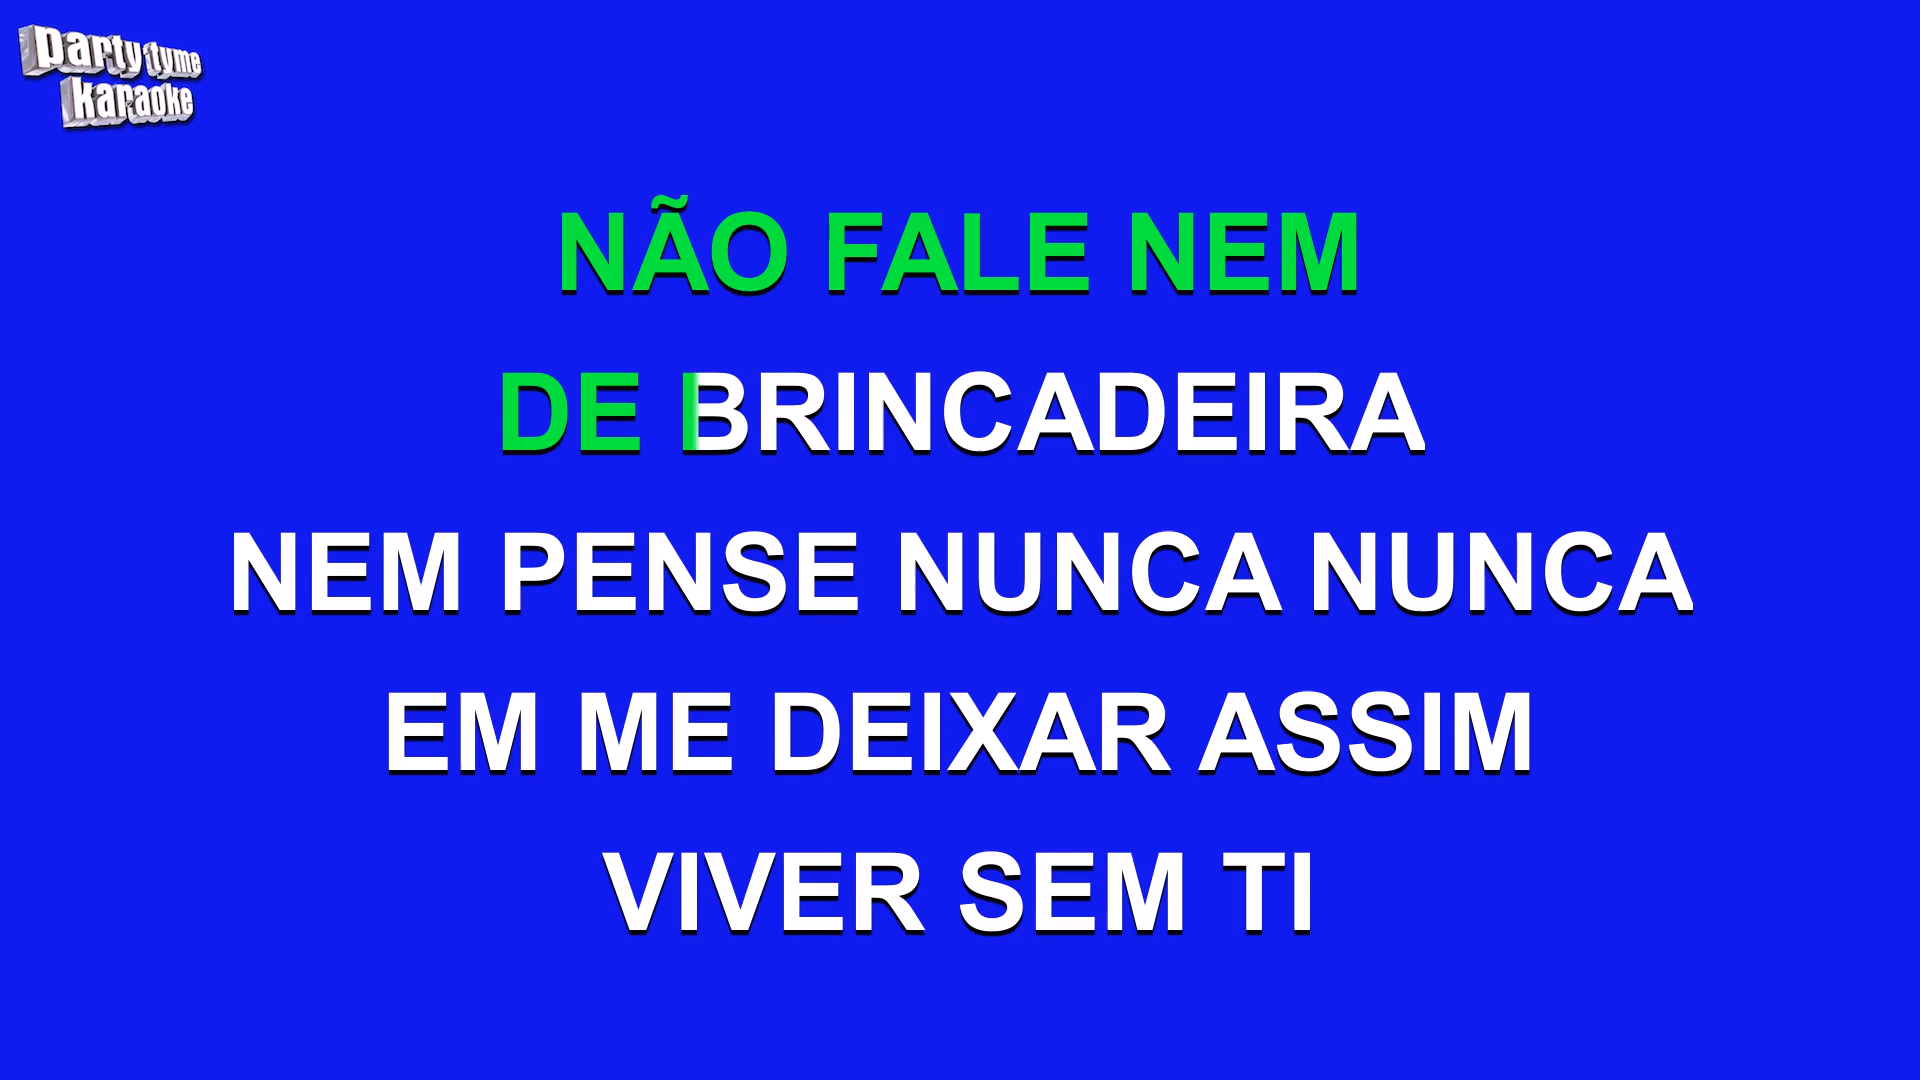 party tyme
karaoke
NÃO FALE NEM
DE BRINCADEIRA
NEM PENSE NUNCA NUNCA
EM ME DEIXAR ASSIM
VIVER SEM TI